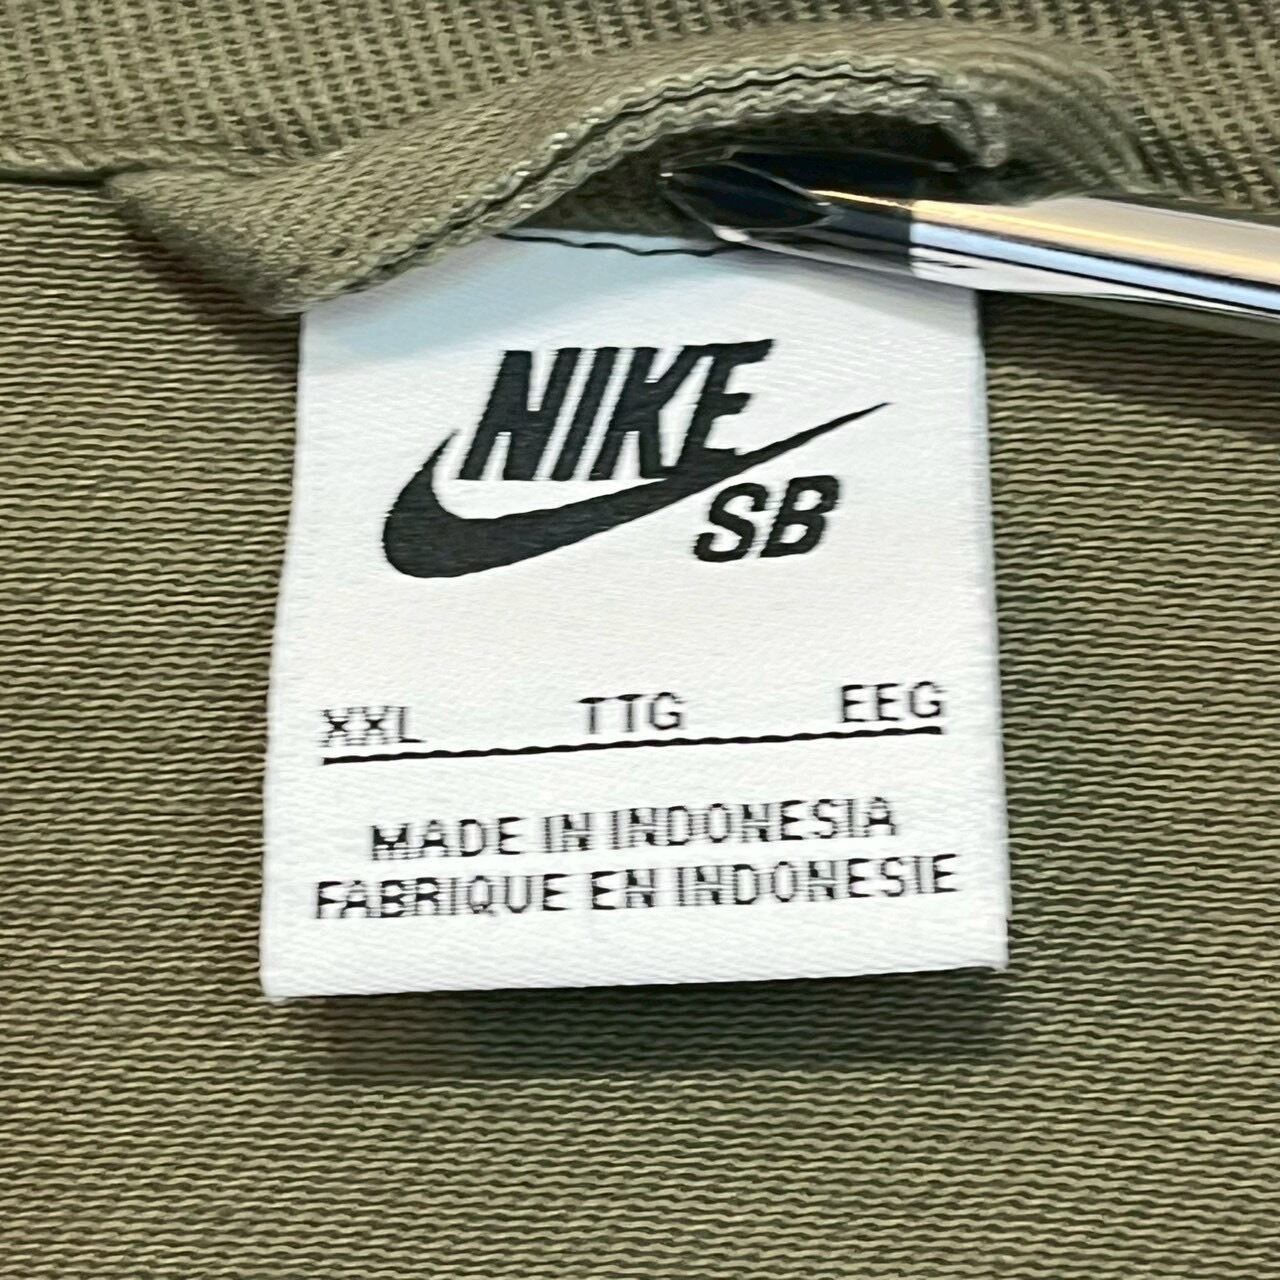 NIKE
SB
XXL TTG EEG
MADE IN INDONESIA
FABRIQUE EN INDONESIE